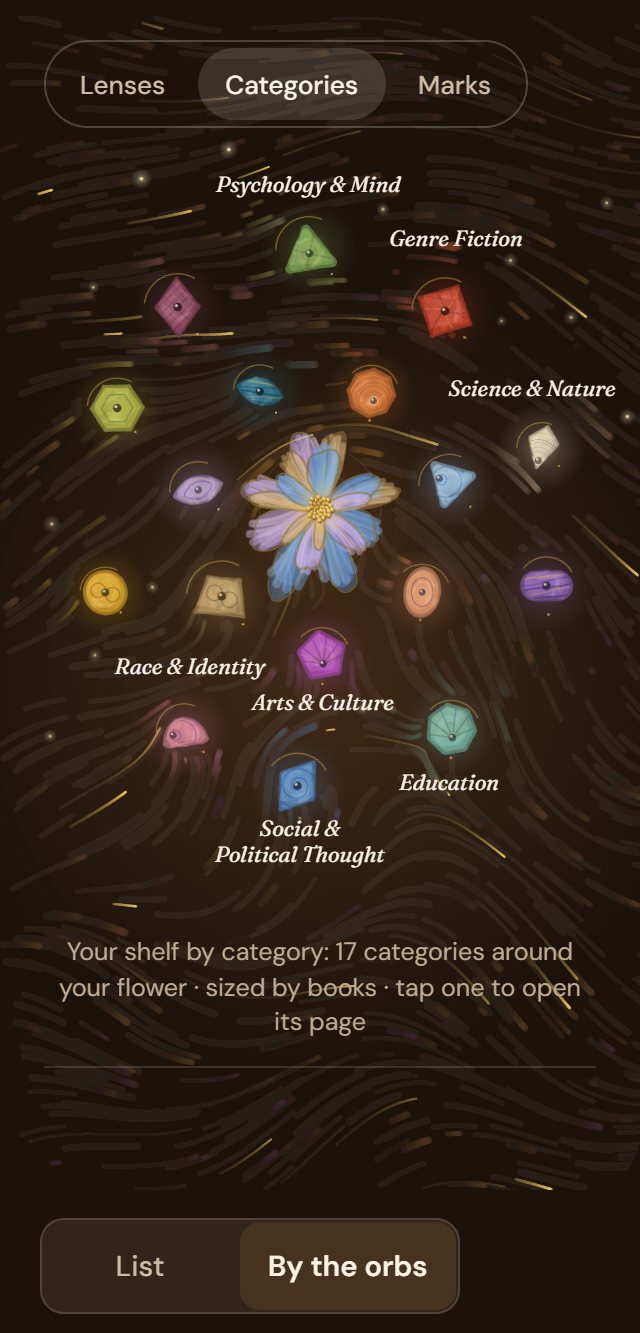 Lenses
Categories
Marks
Psychology & Mind
Genre Fiction
Science & Nature
Race & Identity
Arts & Culture
Education
Social &
Political Thought
Your shelf by category: 17 categories around
your flower · sized by books · tap one to open
its page
List
By the orbs